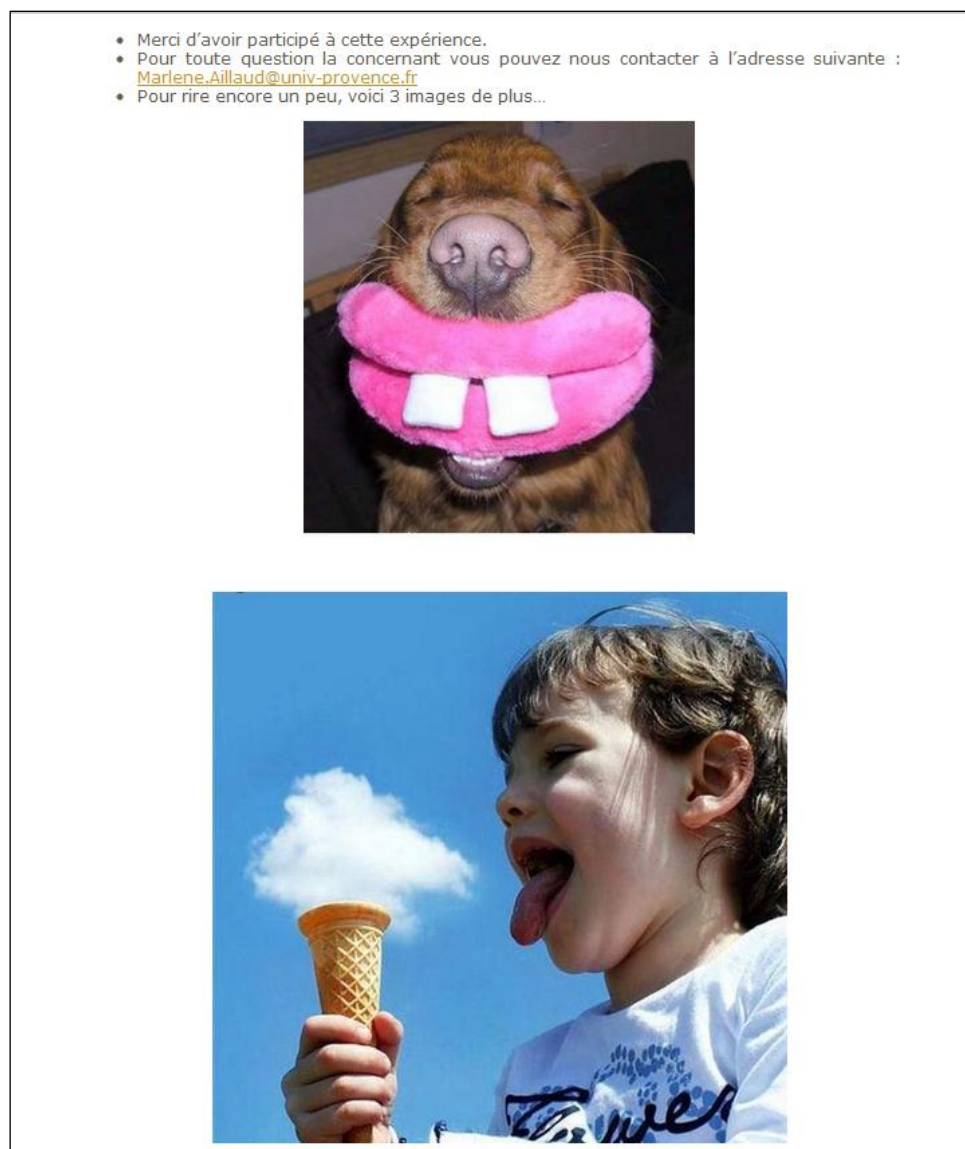 • Merci d’avoir participé à cette expérience.
• Pour toute question la concernant vous pouvez nous contacter à l’adresse suivante :
Marlene.Aillaud@univ-provence.fr
• Pour rire encore un peu, voici 3 images de plus…